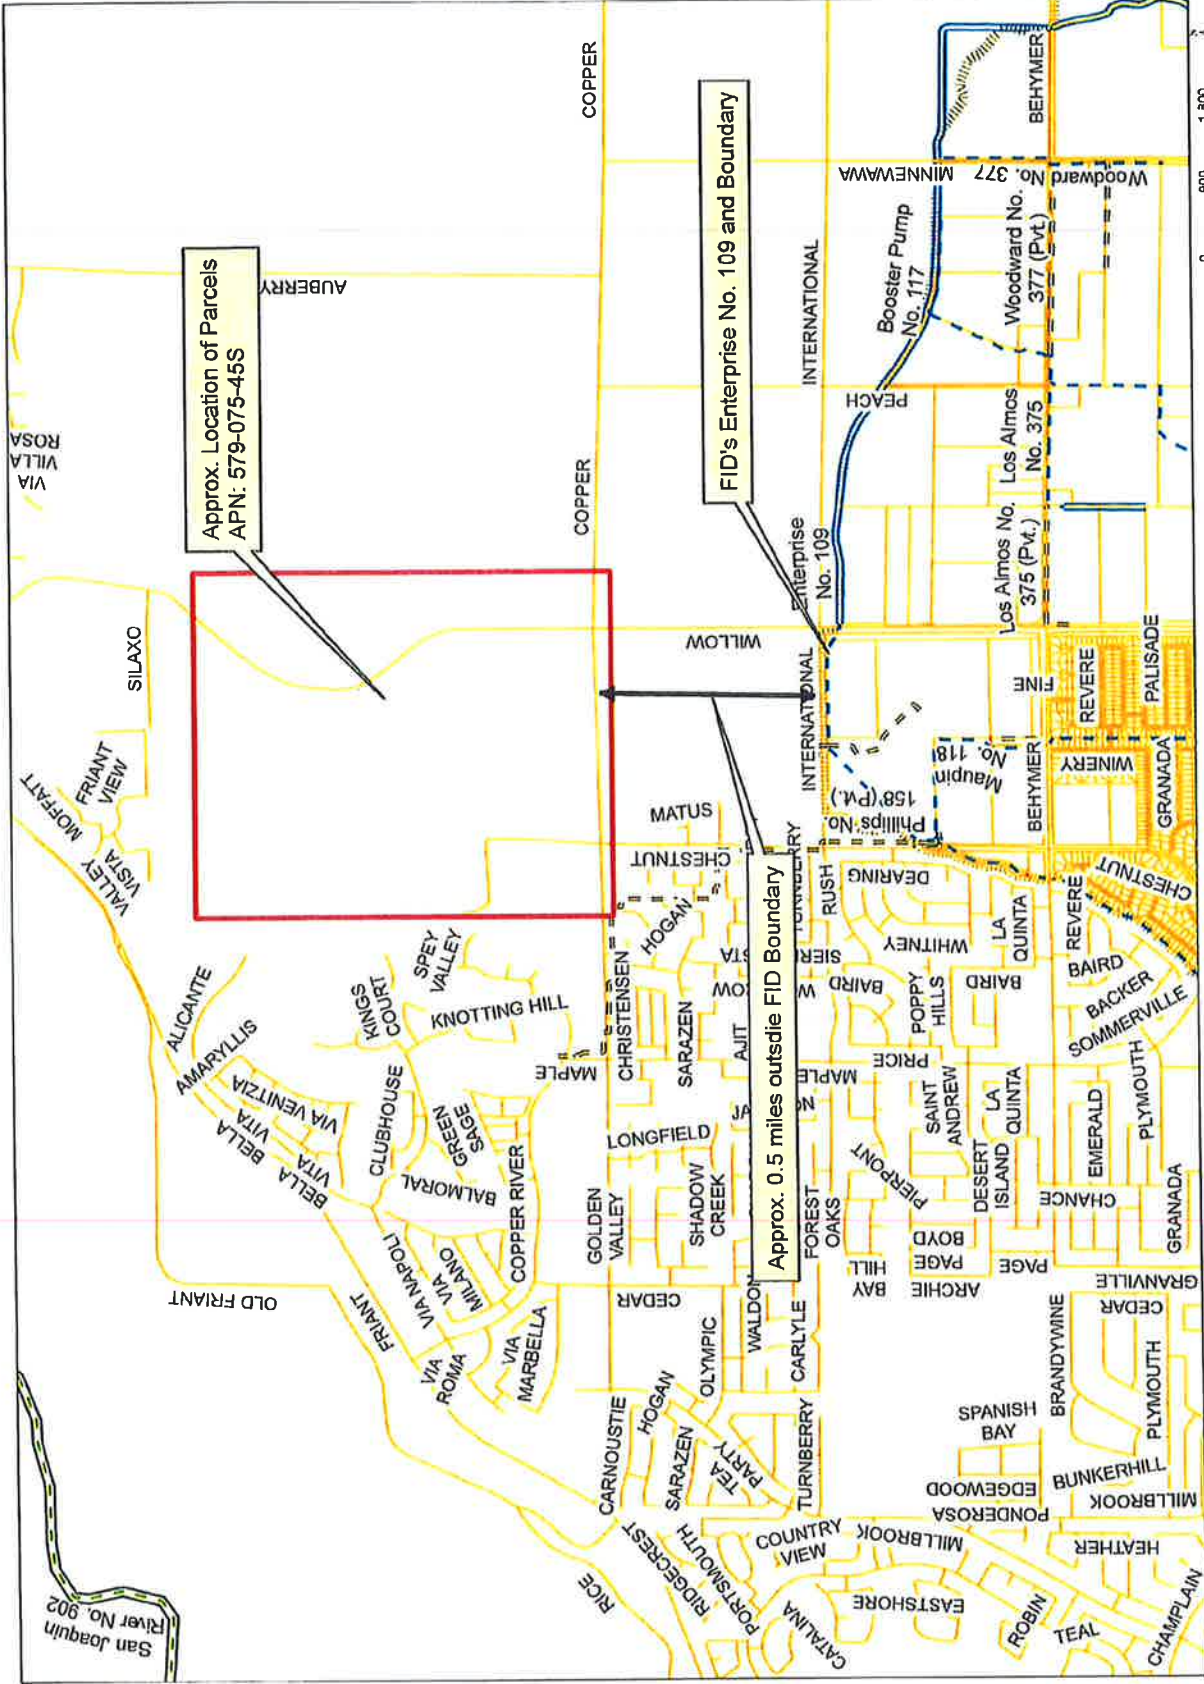 San Joaquin
River No. 902
OLD FRIANT
FRIANT
RICE
VIA
VILLA
ROSA
SILAXO
AUBERRY
Approx. Location of Parcels
APN: 579-075-45S
MOFFATT
FRIANT
VIEW
VALLEY
VISTA
ALICANTE
AMARYLLIS
VIA VENITZIA
BELLA
VITA
BELLA
VITA
CLUBHOUSE
KINGS
COURT
SPEY
VALLEY
KNOTTING HILL
GREEN
SAGE
BALMORAL
COPPER RIVER
VIA NAPOLI
VIA
MILANO
VIA
ROMA
VIA
MARBELLA
MAPLE
COPPER
COPPER
WILLOW
INTERNATIONAL
INTERNATIONAL
FID's Enterprise No. 109 and Boundary
Approx. 0.5 miles outsdie FID Boundary
Enterprise
No. 109
Booster Pump
No. 117
PEACH
MINNEWAWA
Woodward No. 377
Woodward No.
377 (Pvt.)
Los Almos
No. 375
Los Almos No.
375 (Pvt.)
BEHYMER
BEHYMER
Maupin
No. 118
Phillips No.
158 (Pvt.)
FINE
REVERE
PALISADE
WINERY
GRANADA
CHESTNUT
MATUS
CHESTNUT
HOGAN
CHRISTENSEN
SARAZEN
AJIT
LONGFIELD
GOLDEN
VALLEY
SHADOW
CREEK
CEDAR
WALDON
CARLYLE
OLYMPIC
HOGAN
CARNOUSTIE
SARAZEN
TEA
PARTY
TURNBERRY
RIDGECREST
PORTSMOUTH
COUNTRY
VIEW
CATALINA
EASTSHORE
MILLBROOK
ROBIN
TEAL
CHAMPLAIN
HEATHER
PONDEROSA
EDGEWOOD
SPANISH
BAY
BUNKERHILL
MILLBROOK
BRANDYWINE
PLYMOUTH
CEDAR
GRANVILLE
GRANADA
CHANCE
EMERALD
PLYMOUTH
SOMMERVILLE
BACKER
BAIRD
REVERE
LA
QUINTA
WHITNEY
DEARING
RUSH
BAIRD
POPPY
HILLS
BAIRD
PRICE
MAPLE
SAINT
ANDREW
LA
QUINTA
DESERT
ISLAND
PIERPONT
FOREST
OAKS
BOYD
PAGE
PAGE
ARCHIE
BAY
HILL
0
900